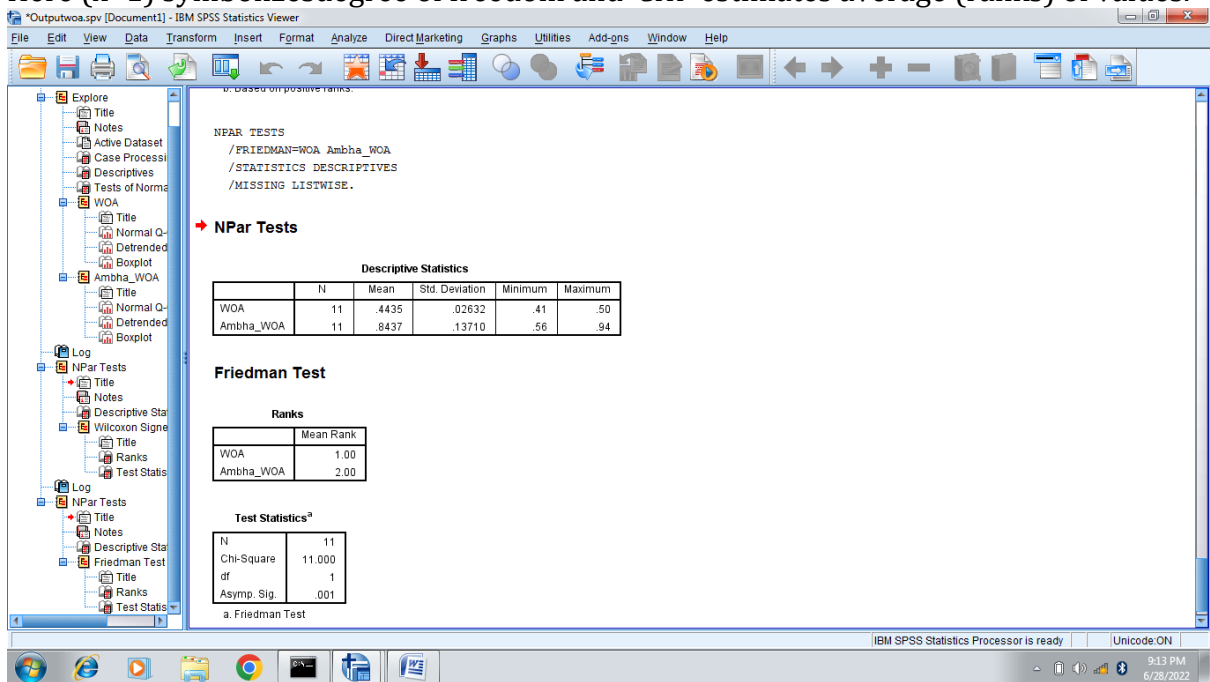 *Outputwoa.spv [Document1] - IBM SPSS Statistics Viewer
File Edit View Data Transform Insert Format Analyze Direct Marketing Graphs Utilities Add-ons Window Help
Explore
Title
Notes
Active Dataset
Case Processi
Descriptives
Tests of Norma
WOA
Title
Normal Q-
Detrended
Boxplot
Ambha_WOA
Title
Normal Q-
Detrended
Boxplot
Log
NPar Tests
Title
Notes
Descriptive Sta
Wilcoxon Signe
Title
Ranks
Test Statis
Log
NPar Tests
Title
Notes
Descriptive Sta
Friedman Test
Title
Ranks
Test Statis
b. Based on positive ranks.
NPAR TESTS
/FRIEDMAN=WOA Ambha_WOA
/STATISTICS DESCRIPTIVES
/MISSING LISTWISE.
NPar Tests
Descriptive Statistics
N Mean Std. Deviation Minimum Maximum
WOA 11 .4435 .02632 .41 .50
Ambha_WOA 11 .8437 .13710 .56 .94
Friedman Test
Ranks
Mean Rank
WOA 1.00
Ambha_WOA 2.00
Test Statisticsa
N 11
Chi-Square 11.000
df 1
Asymp. Sig. .001
a. Friedman Test
IBM SPSS Statistics Processor is ready Unicode:ON
9:13 PM
6/28/2022